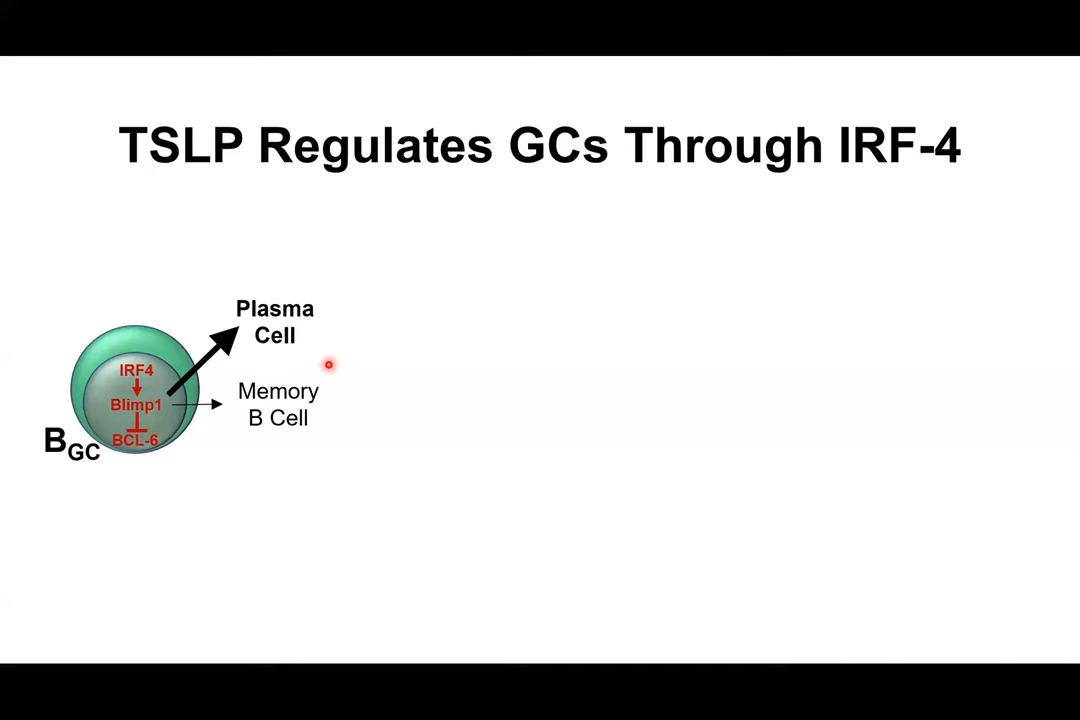 TSLP Regulates GCs Through IRF-4
Plasma
Cell
IRF4
Blimp1
BCL-6
Memory
B Cell
BGC